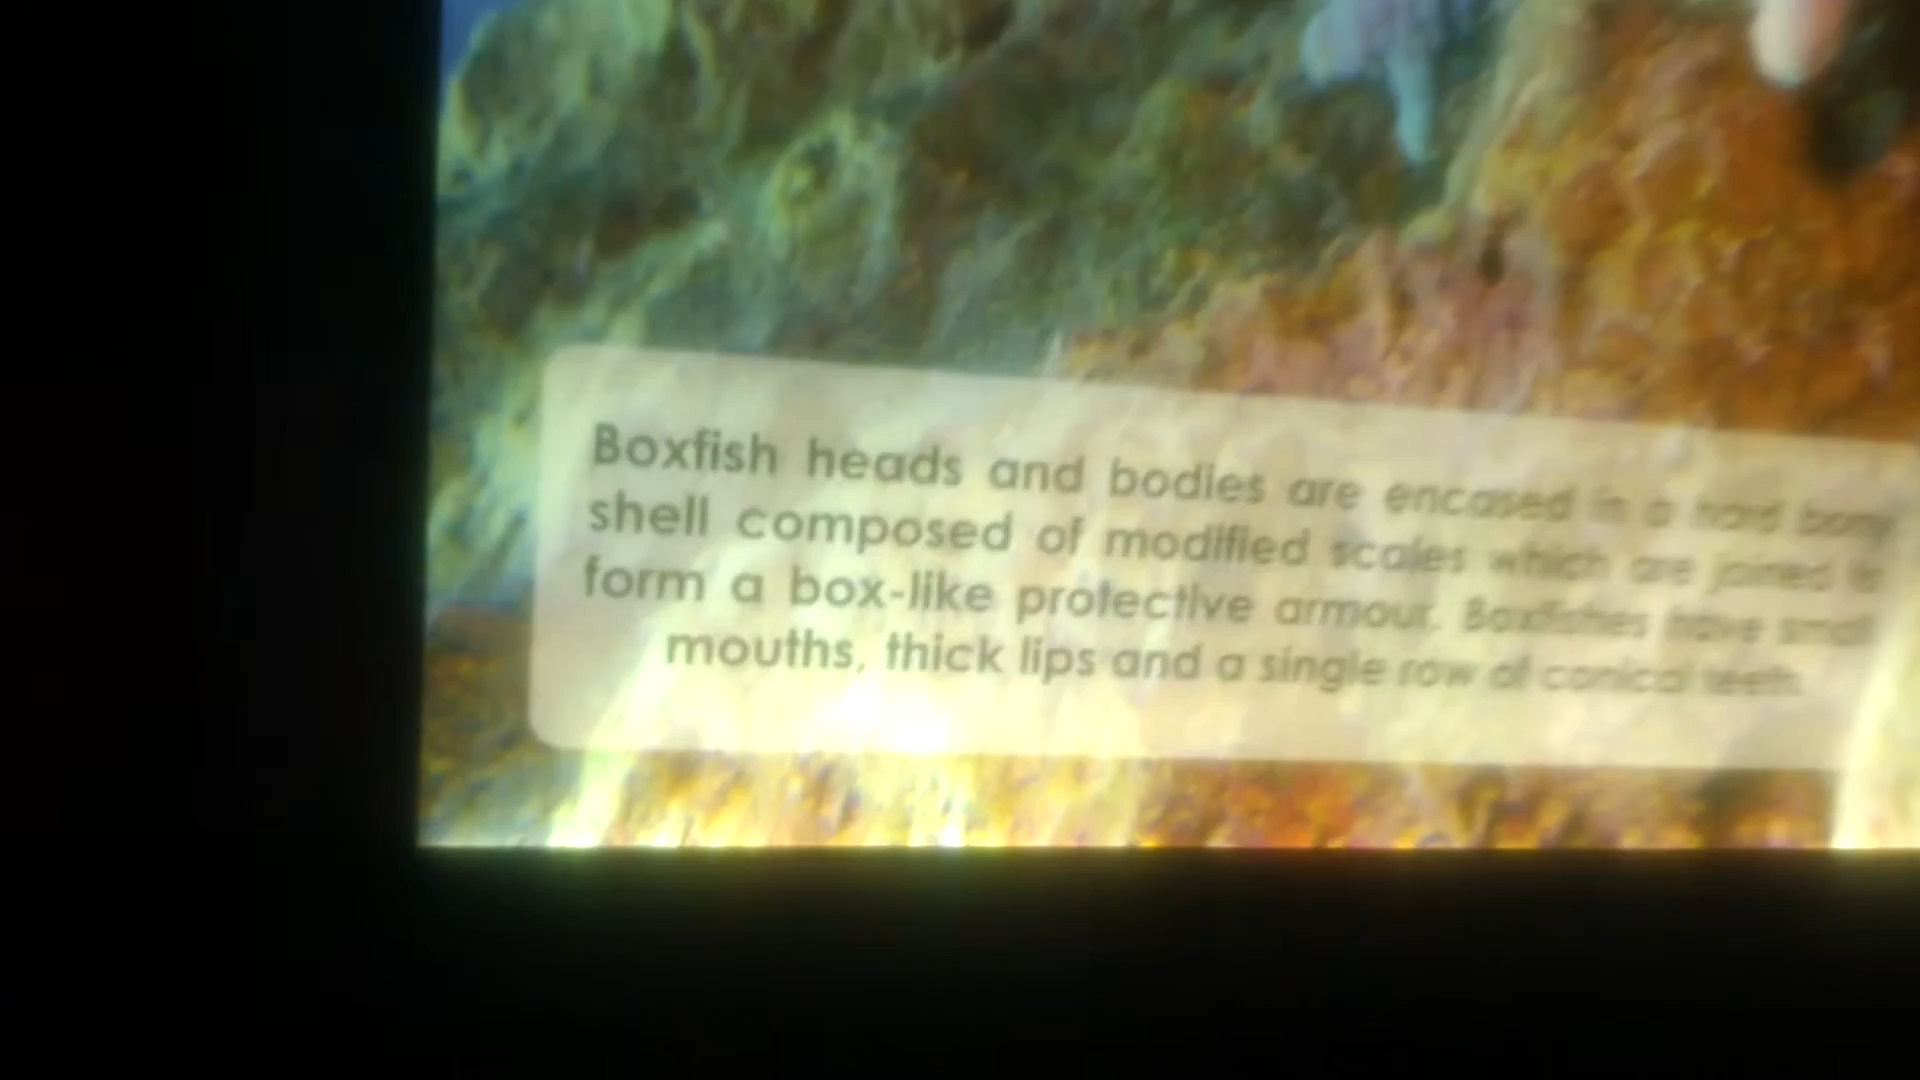 Boxfish heads and bodies are encased in a hard bony
shell composed of modified scales which are joined to
form a box-like protective armour. Boxfishes have small
mouths, thick lips and a single row of conical teeth.